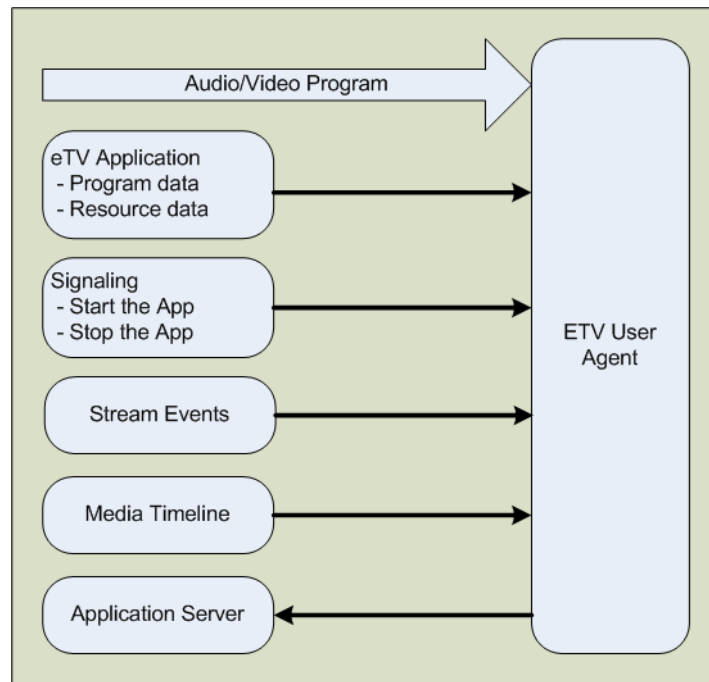 Audio/Video Program
eTV Application
- Program data
- Resource data
Signaling
- Start the App
- Stop the App
Stream Events
Media Timeline
Application Server
ETV User
Agent